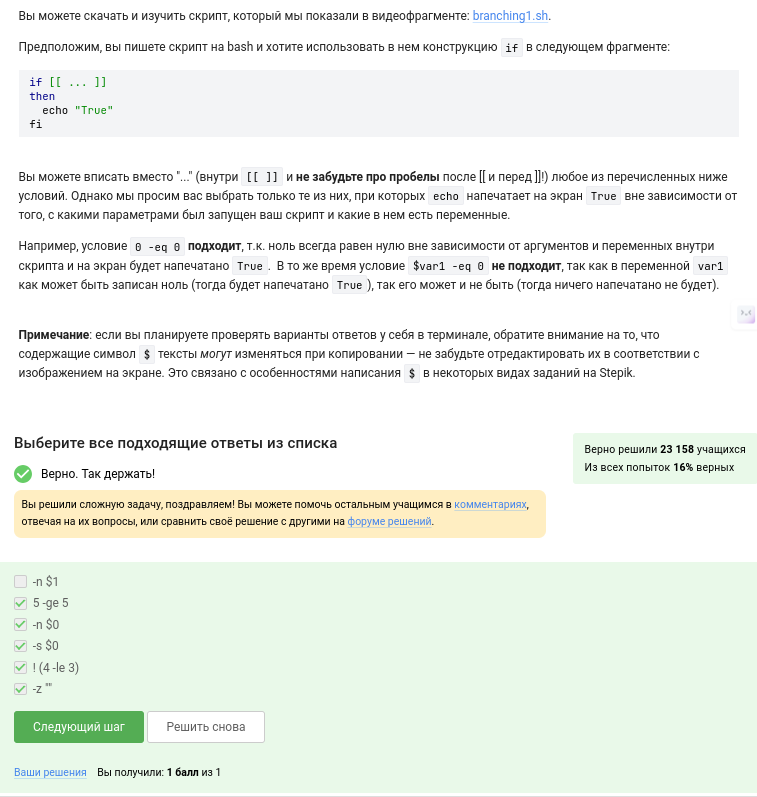 Вы можете скачать и изучить скрипт, который мы показали в видеофрагменте: branching1.sh.
Предположим, вы пишете скрипт на bash и хотите использовать в нем конструкцию if в следующем фрагменте:
if [[ ... ]]
then
  echo "True"
fi
Вы можете вписать вместо "..." (внутри [[ ]] и не забудьте про пробелы после [[ и перед ]]!) любое из перечисленных ниже
условий. Однако мы просим вас выбрать только те из них, при которых echo напечатает на экран True вне зависимости от
того, с какими параметрами был запущен ваш скрипт и какие в нем есть переменные.
Например, условие 0 -eq 0 подходит, т.к. ноль всегда равен нулю вне зависимости от аргументов и переменных внутри
скрипта и на экран будет напечатано True. В то же время условие $var1 -eq 0 не подходит, так как в переменной var1
как может быть записан ноль (тогда будет напечатано True), так его может и не быть (тогда ничего напечатано не будет).
Примечание: если вы планируете проверять варианты ответов у себя в терминале, обратите внимание на то, что
содержащие символ $ тексты могут изменяться при копировании — не забудьте отредактировать их в соответствии с
изображением на экране. Это связано с особенностями написания $ в некоторых видах заданий на Stepik.
Выберите все подходящие ответы из списка
Верно решили 23 158 учащихся
Из всех попыток 16% верных
Верно. Так держать!
Вы решили сложную задачу, поздравляем! Вы можете помочь остальным учащимся в комментариях,
отвечая на их вопросы, или сравнить своё решение с другими на форуме решений.
-n $1
5 -ge 5
-n $0
-s $0
! (4 -le 3)
-z ""
Следующий шаг
Решить снова
Ваши решения Вы получили: 1 балл из 1